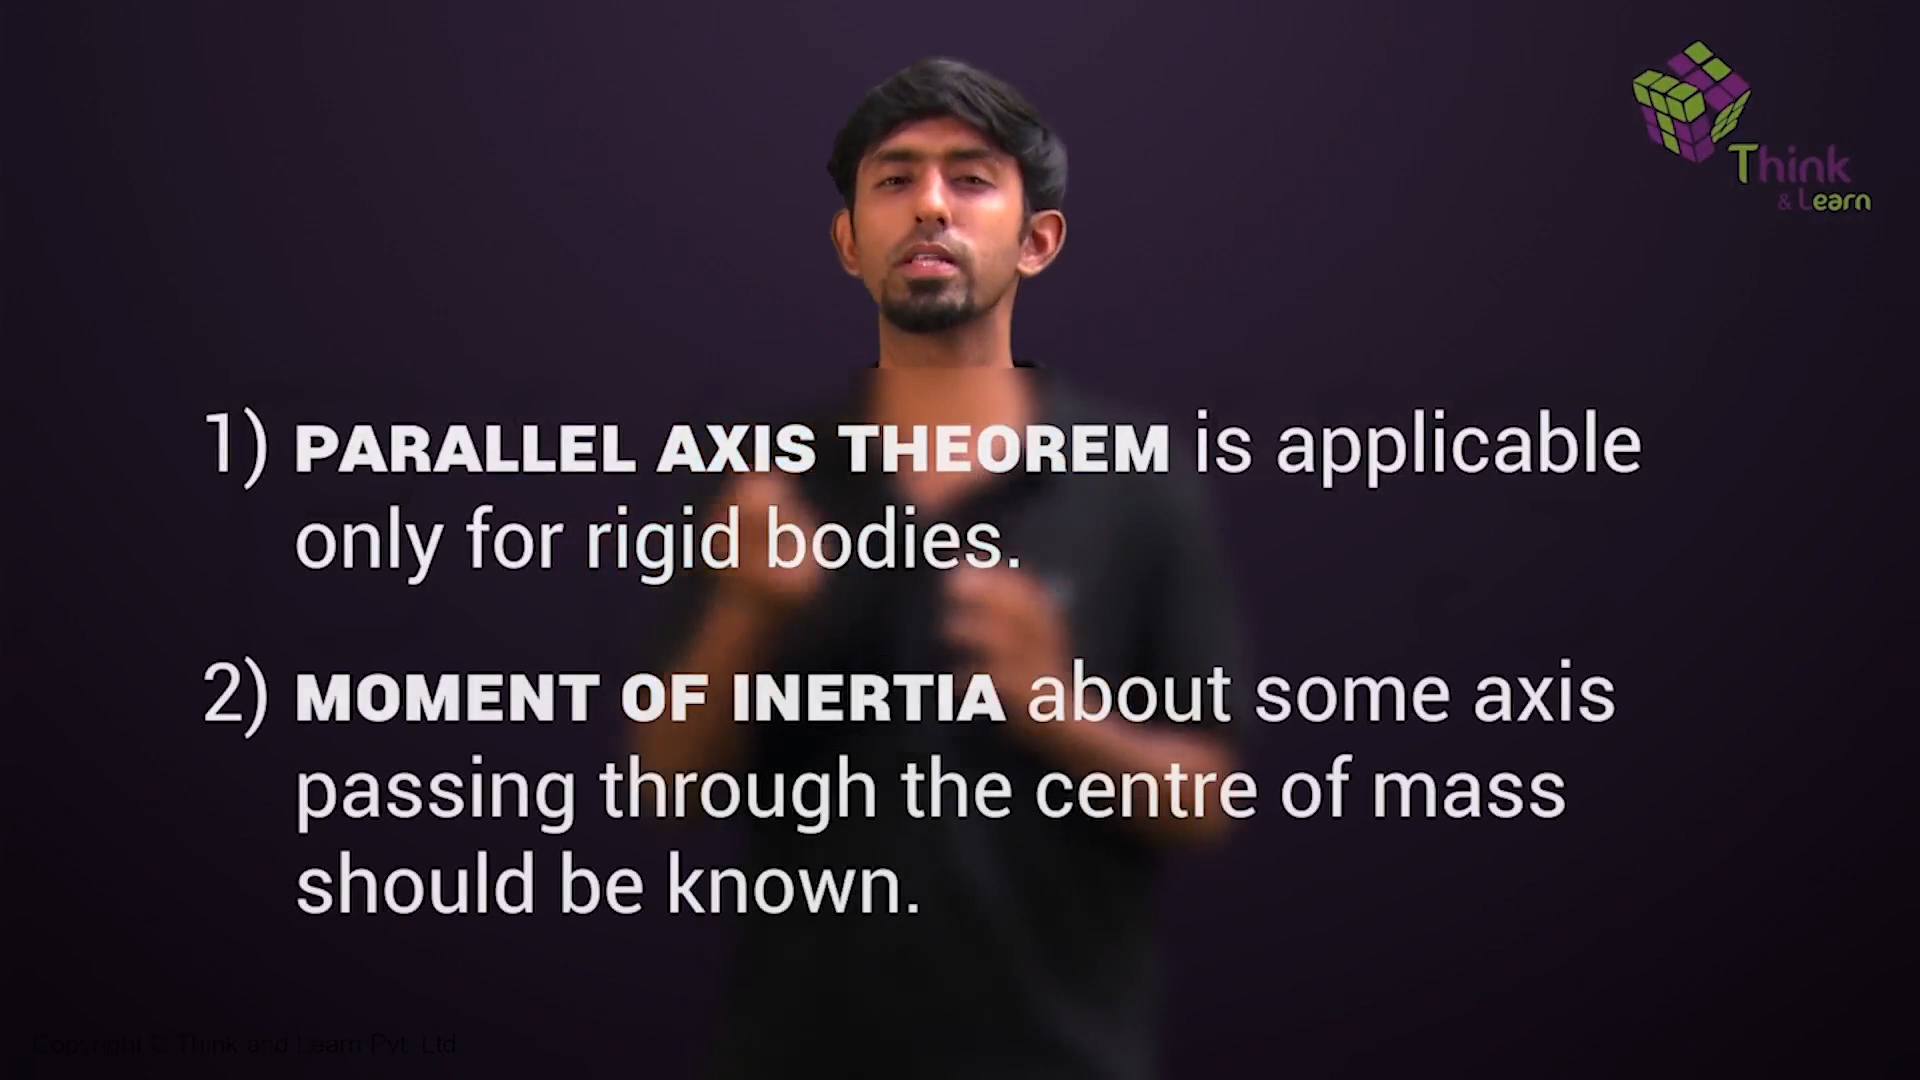 Think
& Learn
1) PARALLEL AXIS THEOREM is applicable
only for rigid bodies.
2) MOMENT OF INERTIA about some axis
passing through the centre of mass
should be known.
Copyright © Think and Learn Pvt. Ltd